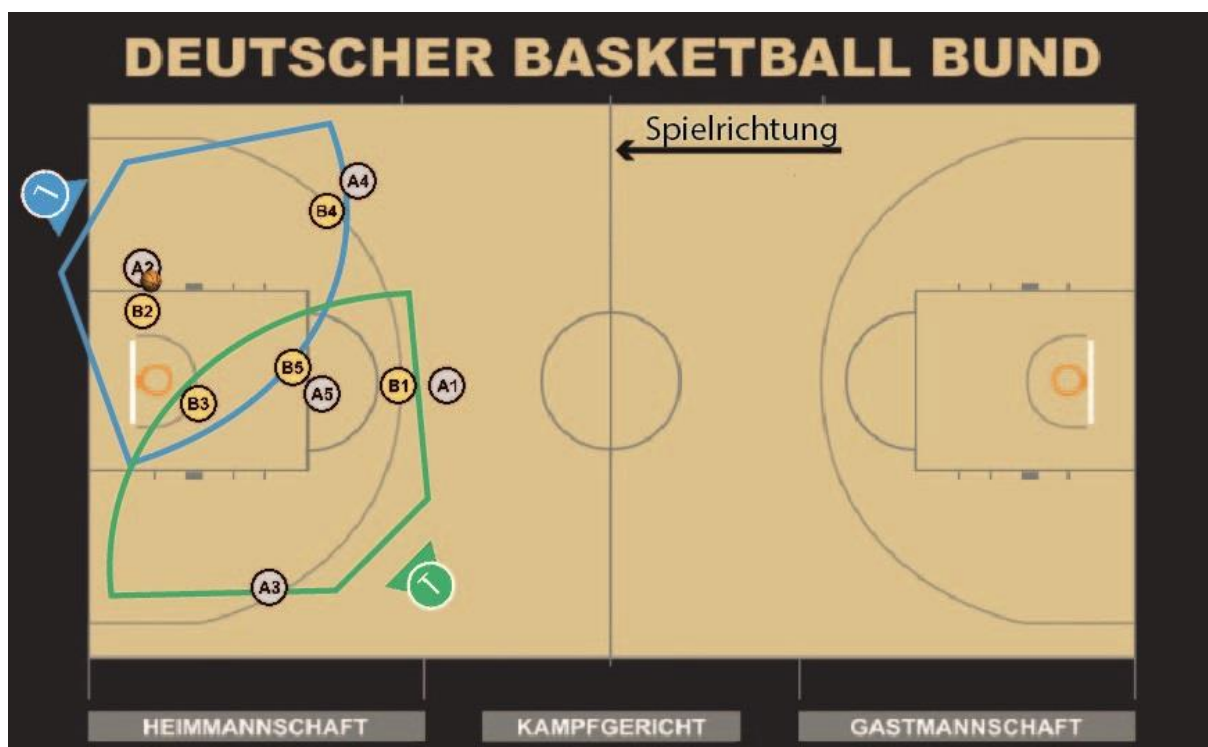 DEUTSCHER BASKETBALL BUND
Spielrichtung
A4
B4
L
A2
B2
B5
B1
A1
A5
B3
A3
T
HEIMMANNSCHAFT
KAMPFGERICHT
GASTMANNSCHAFT